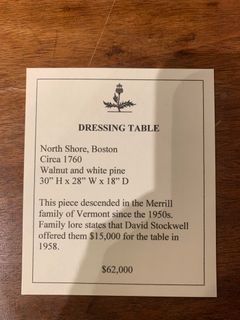 DRESSING TABLE
North Shore, Boston
Circa 1760
Walnut and white pine
30” H x 28” W x 18” D
This piece descended in the Merrill
family of Vermont since the 1950s.
Family lore states that David Stockwell
offered them $15,000 for the table in
1958.
$62,000